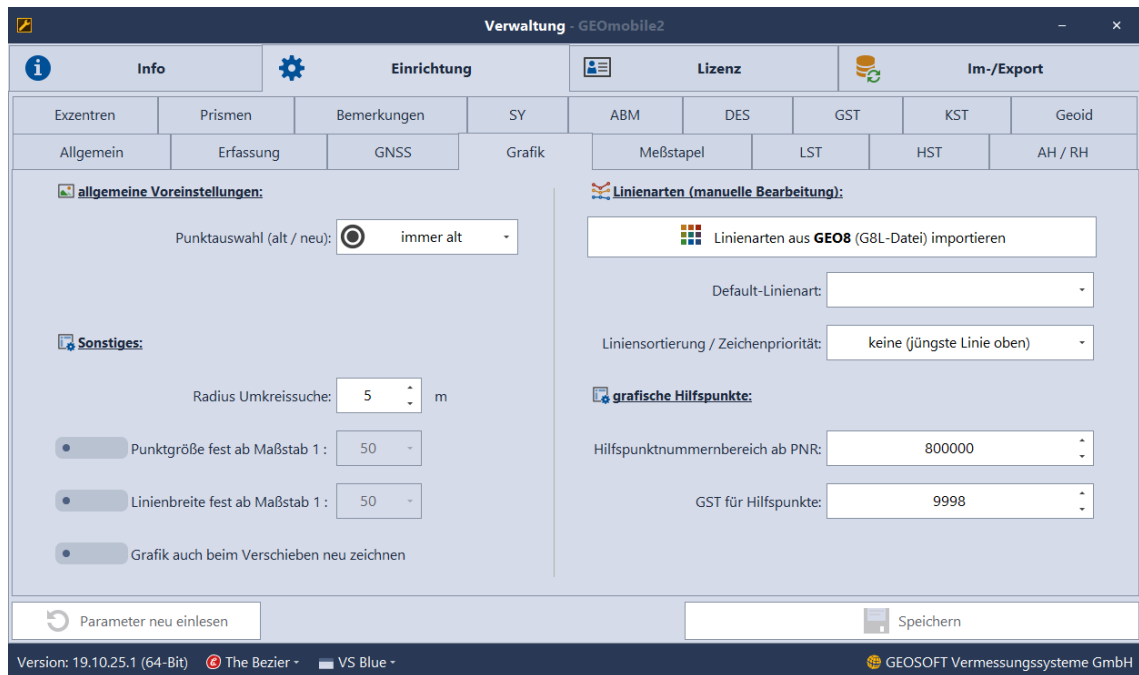 Verwaltung - GEOmobile2
Info
Einrichtung
Lizenz
Im-/Export
Exzentren
Prismen
Bemerkungen
SY
ABM
DES
GST
KST
Geoid
Allgemein
Erfassung
GNSS
Grafik
Meßstapel
LST
HST
AH / RH
allgemeine Voreinstellungen:
Punktauswahl (alt / neu): immer alt
Sonstiges:
Radius Umkreissuche: 5 m
Punktgröße fest ab Maßstab 1 : 50
Linienbreite fest ab Maßstab 1 : 50
Grafik auch beim Verschieben neu zeichnen
Linienarten (manuelle Bearbeitung):
Linienarten aus GEO8 (G8L-Datei) importieren
Default-Linienart:
Liniensortierung / Zeichenpriorität: keine (jüngste Linie oben)
grafische Hilfspunkte:
Hilfspunktnummernbereich ab PNR: 800000
GST für Hilfspunkte: 9998
Parameter neu einlesen
Speichern
Version: 19.10.25.1 (64-Bit)
The Bezier
VS Blue
GEOSOFT Vermessungssysteme GmbH